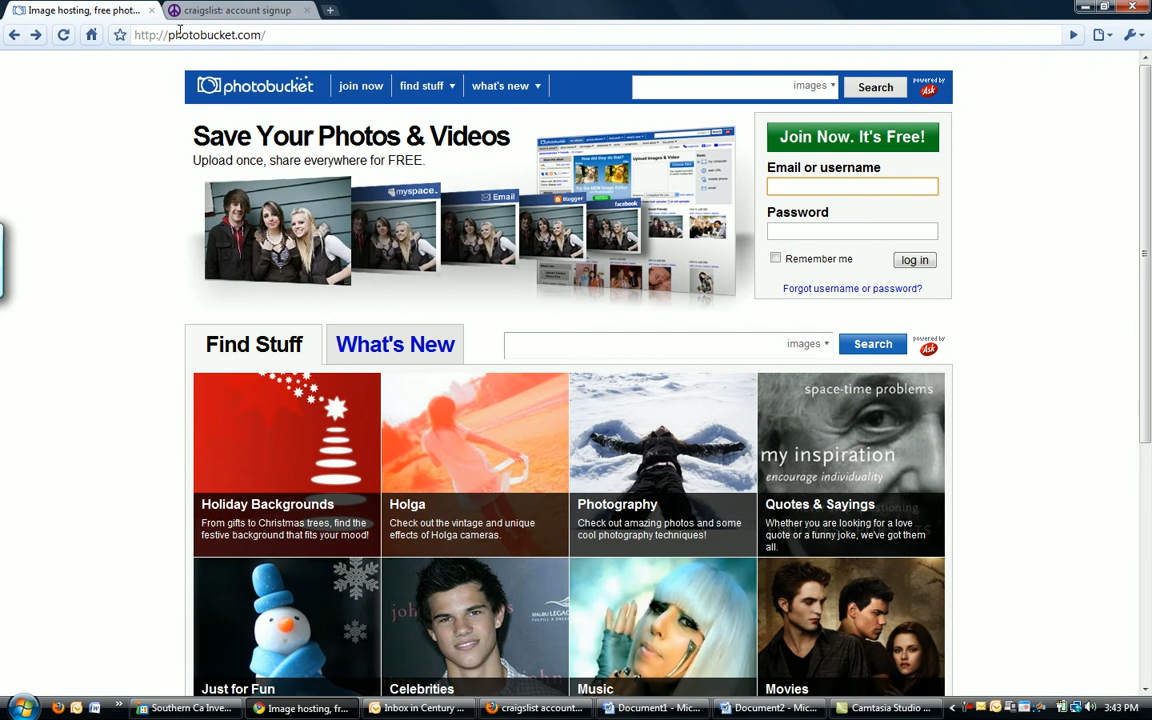 Image hosting, free phot...
craigslist: account signup
http://photobucket.com/
photobucket
join now
find stuff
what's new
images
Search
powered by
Ask
Save Your Photos & Videos
Upload once, share everywhere for FREE.
myspace.
Email
Blogger
facebook
Join Now. It's Free!
Email or username
Password
Remember me
log in
Forgot username or password?
Find Stuff
What's New
images
Search
powered by
Ask
space-time problems
my inspiration
encourage individuality
Holiday Backgrounds
From gifts to Christmas trees, find the
festive background that fits your mood!
Holga
Check out the vintage and unique
effects of Holga cameras.
Photography
Check out amazing photos and some
cool photography techniques!
Quotes & Sayings
Whether you are looking for a love
quote or a funny joke, we've got them
all.
Just for Fun
Celebrities
Music
Movies
Southern Ca Inve...
Image hosting, fr...
Inbox in Century ...
craigslist account...
Document1 - Mic...
Document2 - Mic...
Camtasia Studio ...
3:43 PM